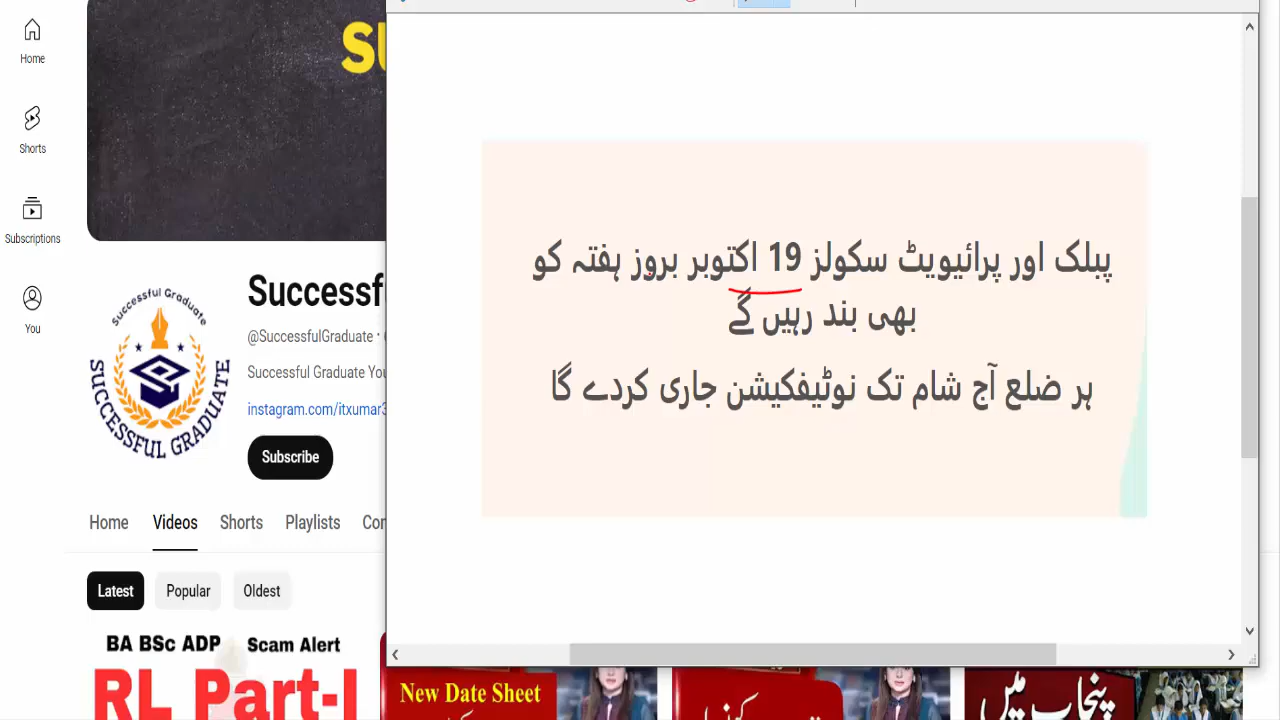 Home
Shorts
Subscriptions
You
SU
Successful Graduate
SUCCESSFUL GRADUATE
Successf
@SuccessfulGraduate ·
Successful Graduate You
instagram.com/itxumar3
Subscribe
Home Videos Shorts Playlists
Latest Popular Oldest
پبلک اور پرائیویٹ سکولز 19 اکتوبر بروز ہفتہ کو
بھی بند رہیں گے
ہر ضلع آج شام تک نوٹیفکیشن جاری کردے گا
BA BSc ADP Scam Alert
RL Part-I
New Date Sheet
پنجاب میں